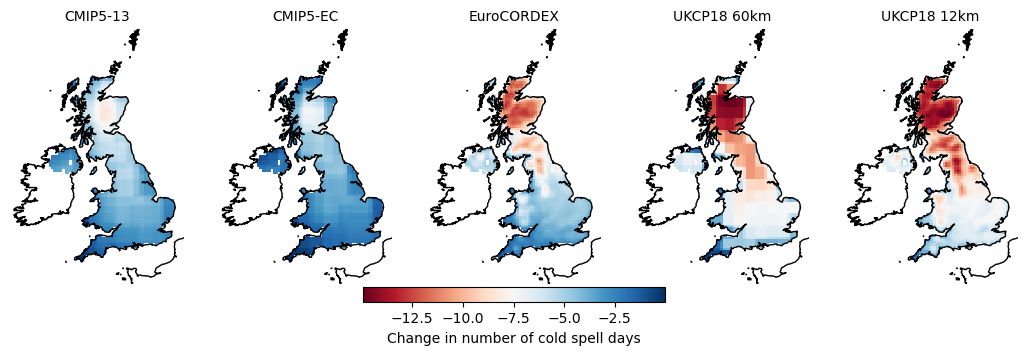 CMIP5-13 CMIP5-EC EuroCORDEX UKCP18 60km UKCP18 12km
−12.5 −10.0 −7.5 −5.0 −2.5
Change in number of cold spell days